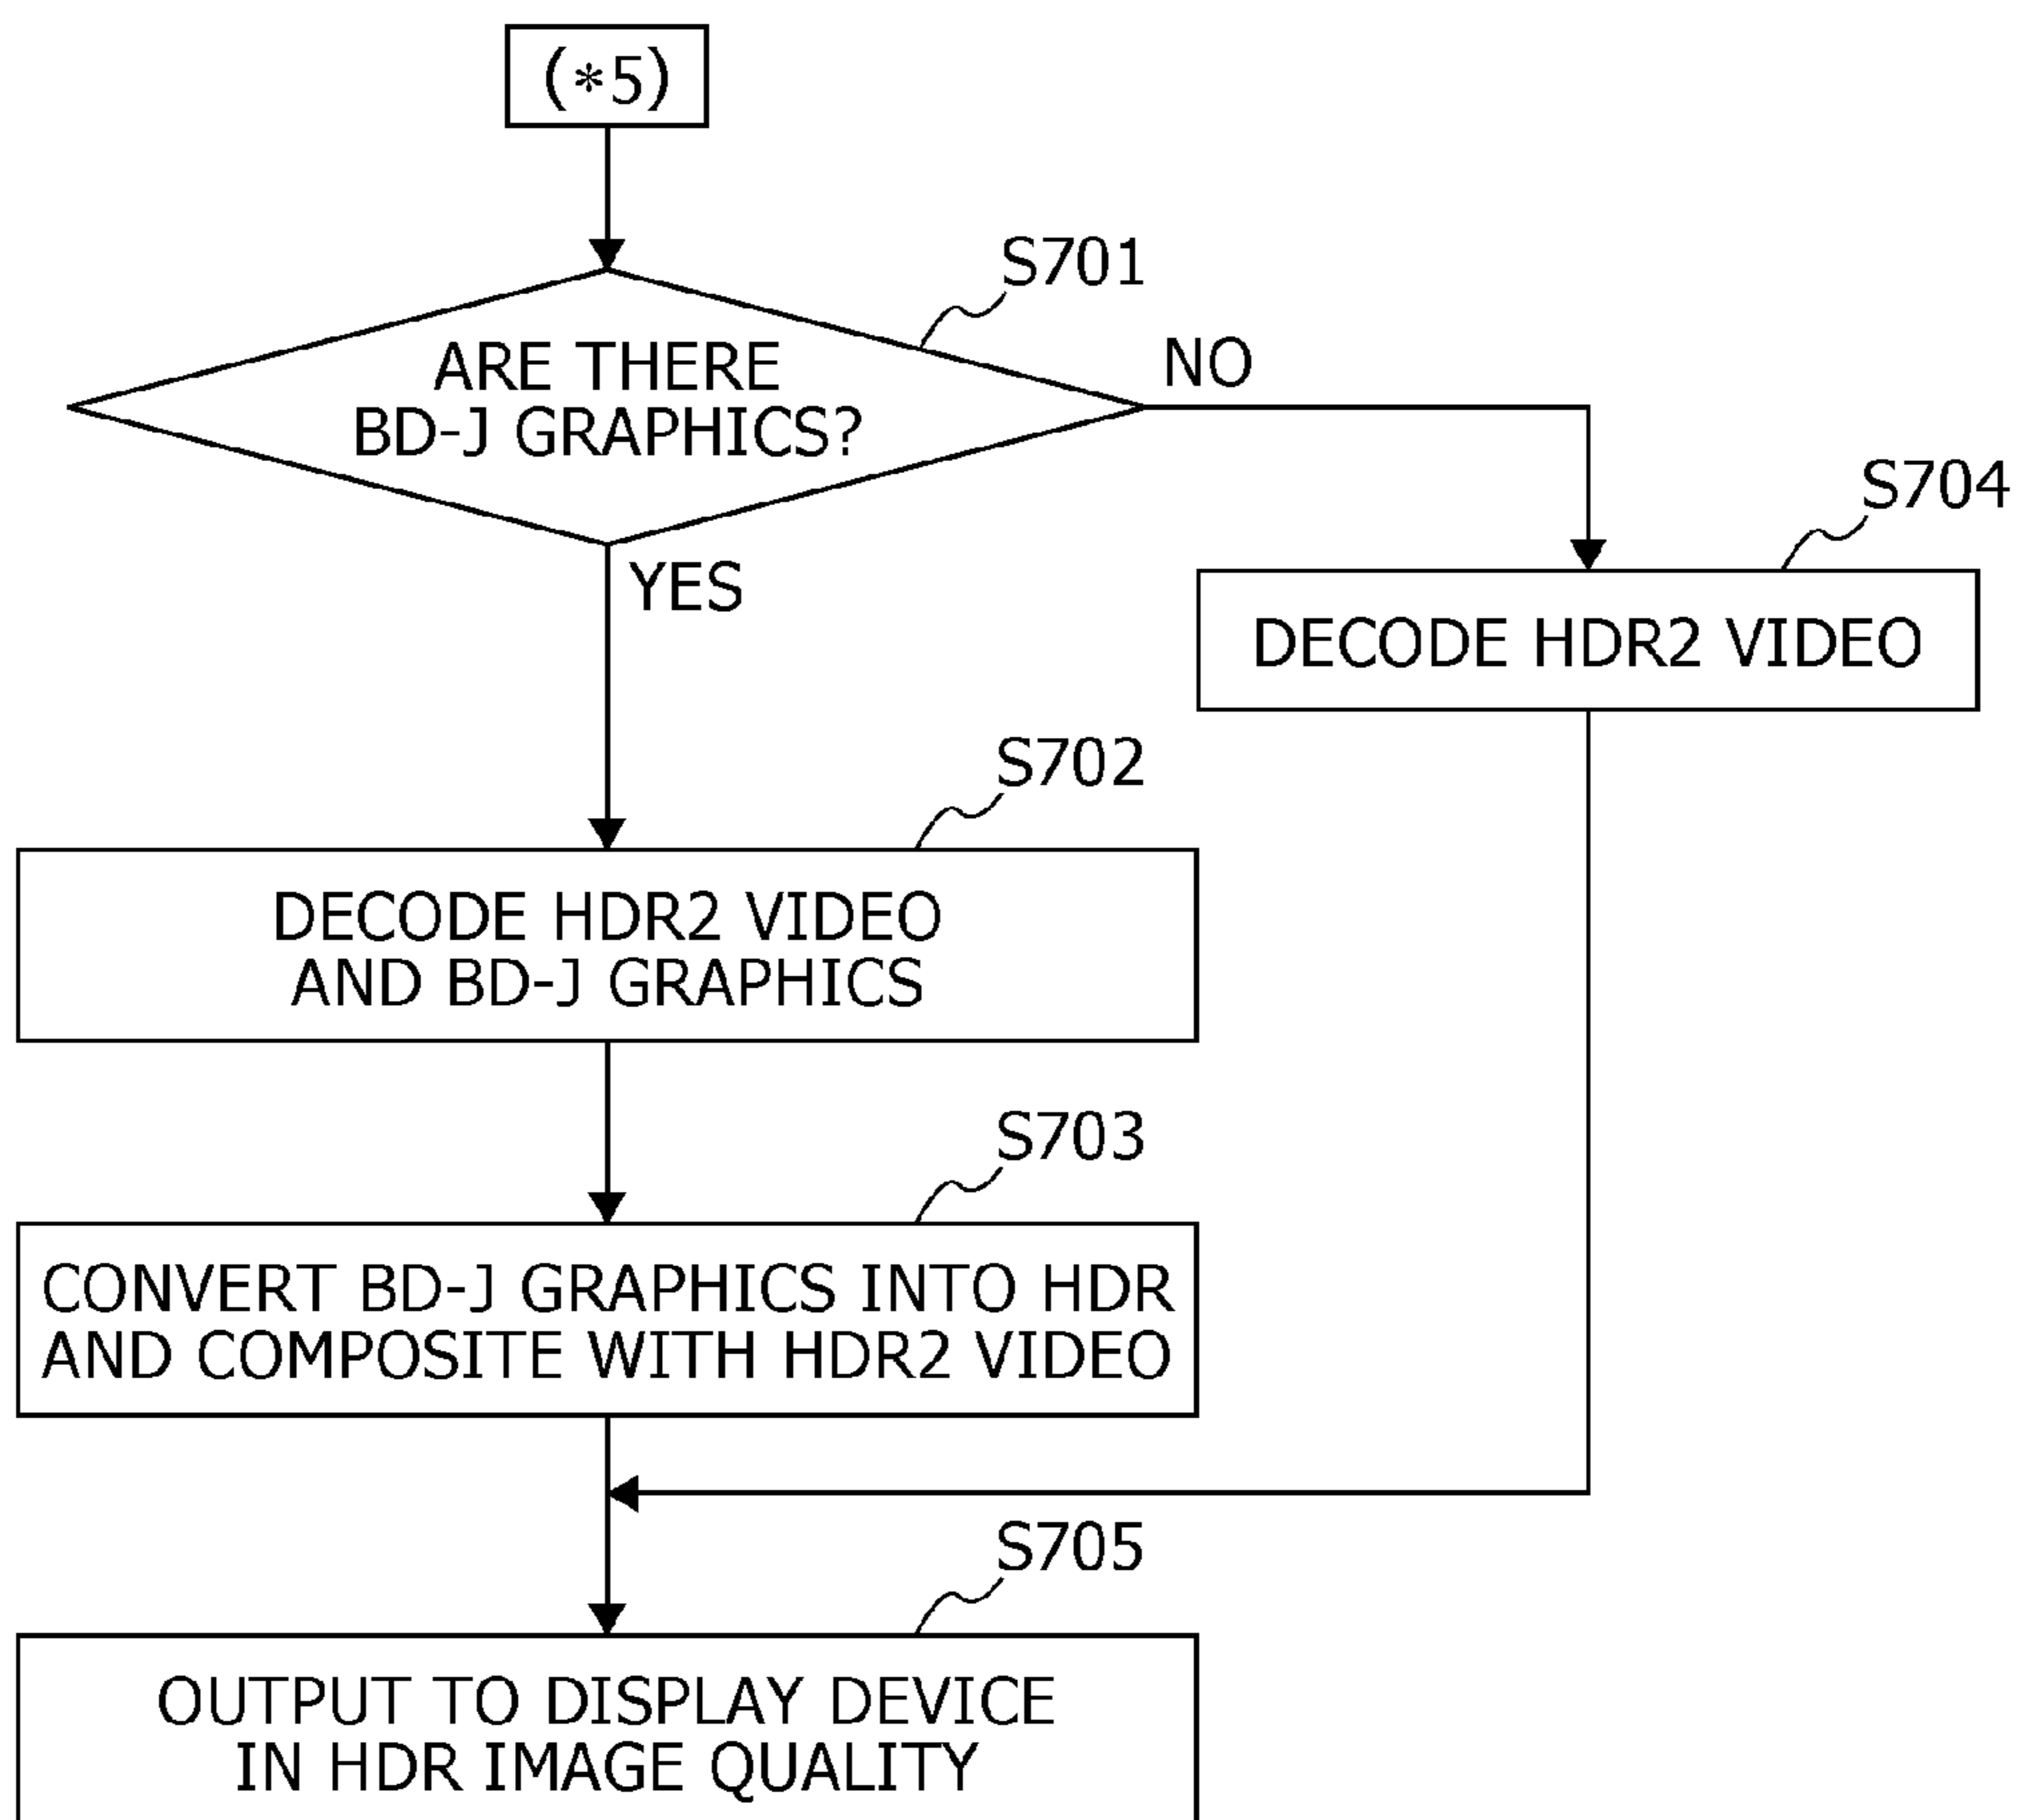 (*5)
S701
ARE THERE
BD-J GRAPHICS?
NO
YES
S704
DECODE HDR2 VIDEO
S702
DECODE HDR2 VIDEO
AND BD-J GRAPHICS
S703
CONVERT BD-J GRAPHICS INTO HDR
AND COMPOSITE WITH HDR2 VIDEO
S705
OUTPUT TO DISPLAY DEVICE
IN HDR IMAGE QUALITY